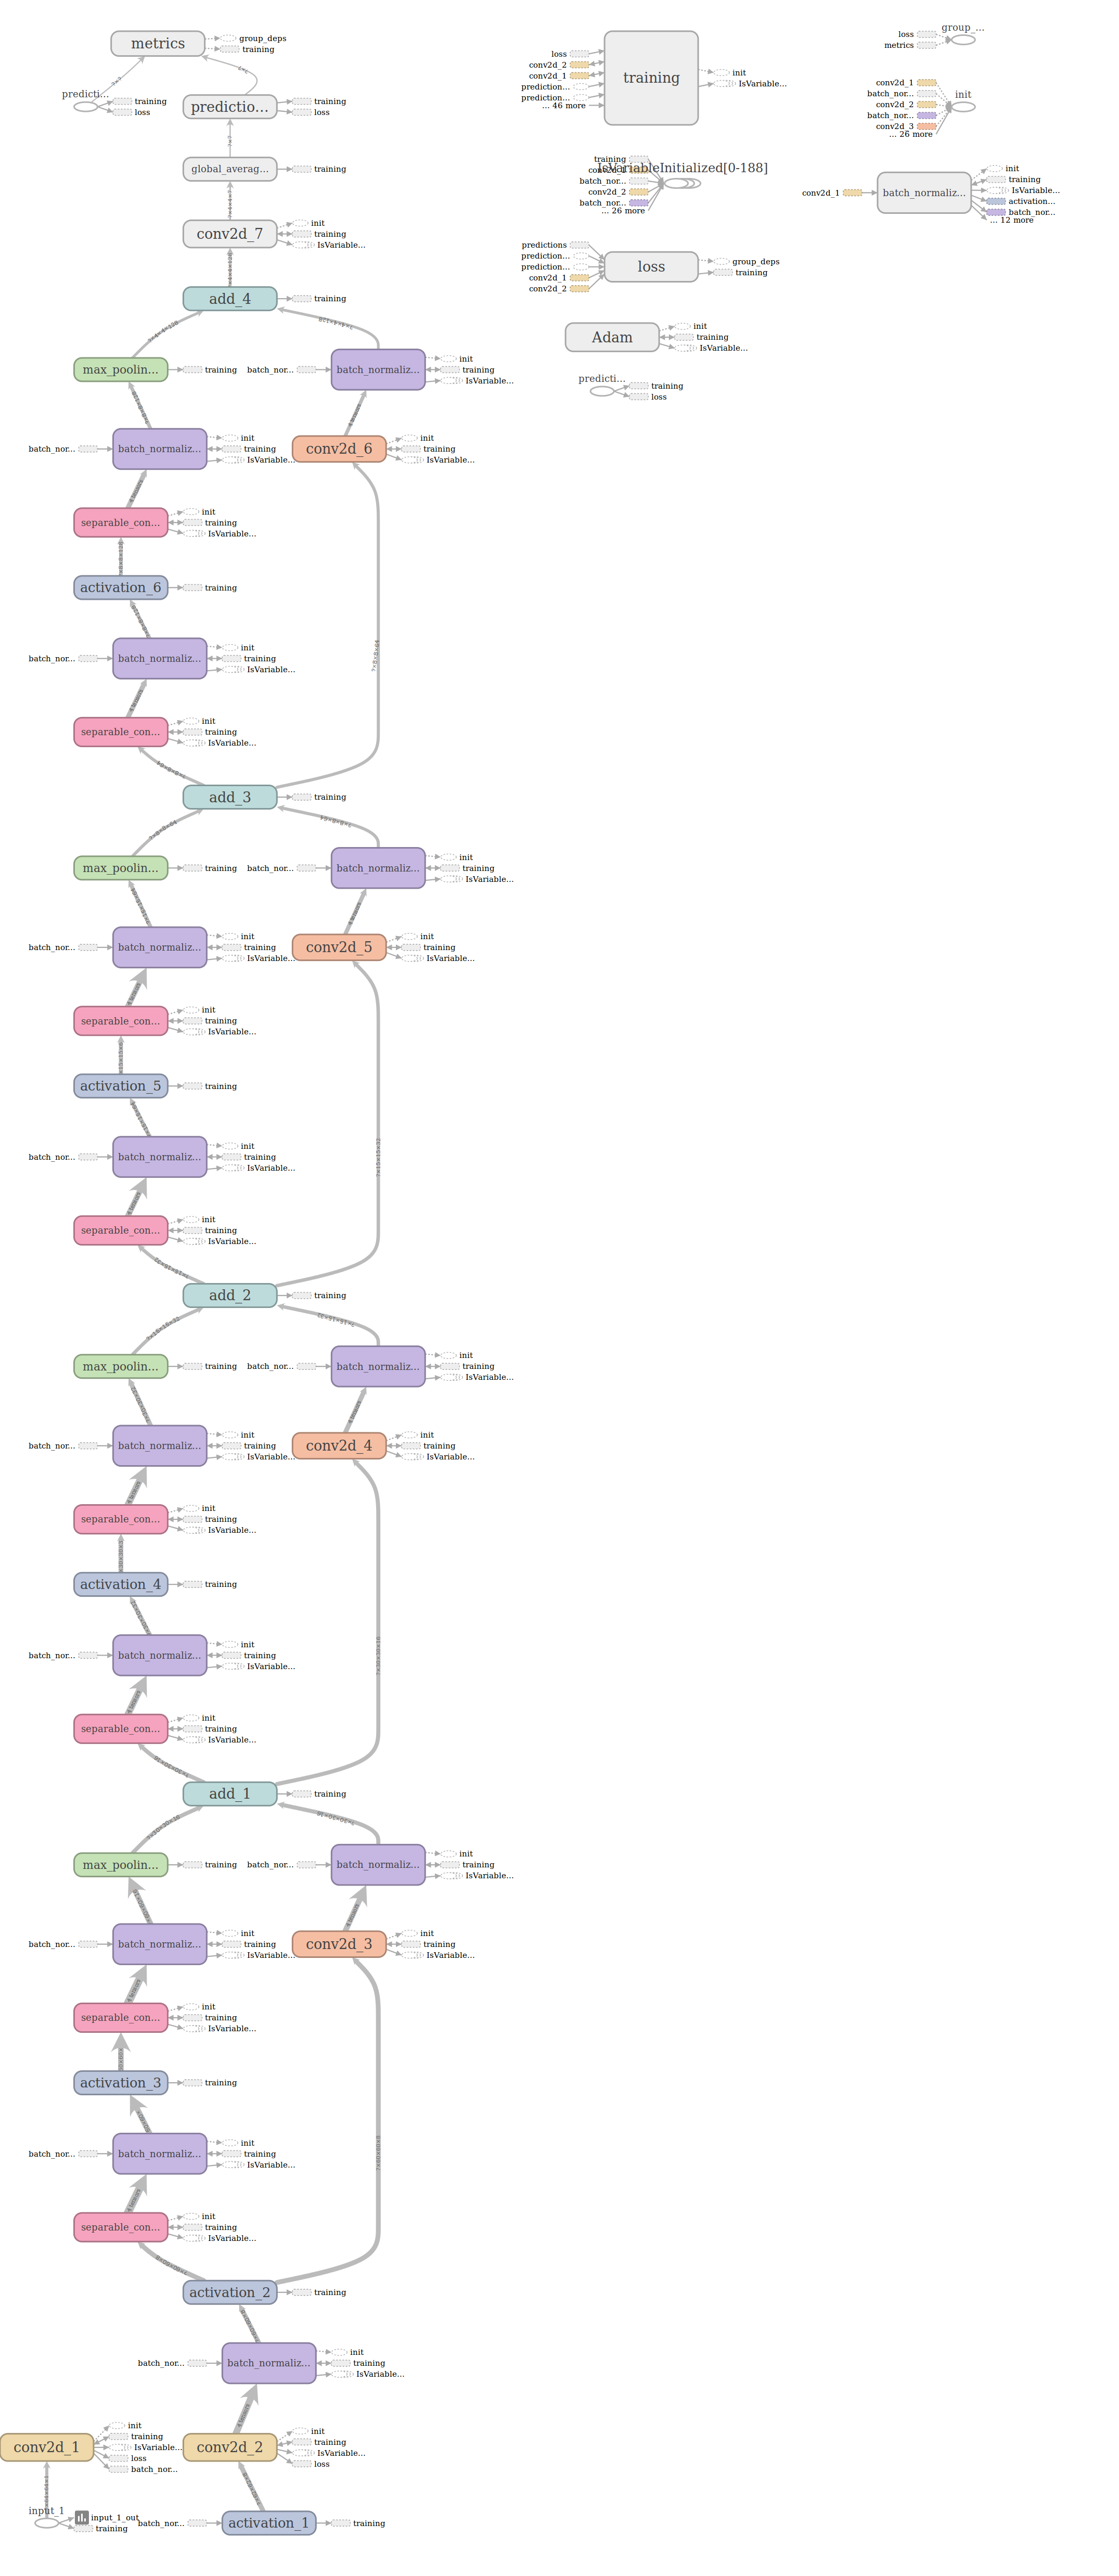 metrics
group_deps
training
predicti...
training
loss
predictio...
training
loss
global_averag...
training
conv2d_7
init
training
IsVariable...
add_4
training
max_poolin...
training
batch_nor...
batch_normaliz...
init
training
IsVariable...
batch_nor...
batch_normaliz...
init
training
IsVariable...
conv2d_6
init
training
IsVariable...
separable_con...
init
training
IsVariable...
activation_6
training
batch_nor...
batch_normaliz...
init
training
IsVariable...
separable_con...
init
training
IsVariable...
add_3
training
max_poolin...
training
batch_nor...
batch_normaliz...
init
training
IsVariable...
batch_nor...
batch_normaliz...
init
training
IsVariable...
conv2d_5
init
training
IsVariable...
separable_con...
init
training
IsVariable...
activation_5
training
batch_nor...
batch_normaliz...
init
training
IsVariable...
separable_con...
init
training
IsVariable...
add_2
training
max_poolin...
training
batch_nor...
batch_normaliz...
init
training
IsVariable...
batch_nor...
batch_normaliz...
init
training
IsVariable...
conv2d_4
init
training
IsVariable...
separable_con...
init
training
IsVariable...
activation_4
training
batch_nor...
batch_normaliz...
init
training
IsVariable...
separable_con...
init
training
IsVariable...
add_1
training
max_poolin...
training
batch_nor...
batch_normaliz...
init
training
IsVariable...
batch_nor...
batch_normaliz...
init
training
IsVariable...
conv2d_3
init
training
IsVariable...
separable_con...
init
training
IsVariable...
activation_3
training
batch_nor...
batch_normaliz...
init
training
IsVariable...
separable_con...
init
training
IsVariable...
activation_2
training
batch_nor...
batch_normaliz...
init
training
IsVariable...
conv2d_1
init
training
IsVariable...
loss
batch_nor...
conv2d_2
init
training
IsVariable...
loss
input_1
input_1_out
training
batch_nor...
activation_1
training
loss
conv2d_2
conv2d_1
prediction...
prediction...
... 46 more
training
init
IsVariable...
group_...
loss
metrics
init
conv2d_1
batch_nor...
conv2d_2
batch_nor...
conv2d_3
... 26 more
IsVariableInitialized[0-188]
training
conv2d_1
batch_nor...
conv2d_2
batch_nor...
... 26 more
conv2d_1
batch_normaliz...
init
training
IsVariable...
activation...
batch_nor...
... 12 more
predictions
prediction...
prediction...
conv2d_1
conv2d_2
loss
group_deps
training
Adam
init
training
IsVariable...
predicti...
training
loss